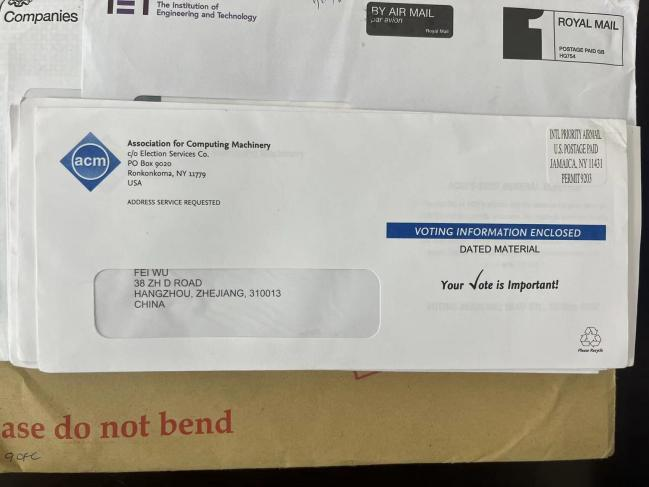 Companies
The Institution of
Engineering and Technology
BY AIR MAIL
par avion
Royal Mail
1
ROYAL MAIL
POSTAGE PAID GB
HQ754
acm
Association for Computing Machinery
c/o Election Services Co.
PO Box 9020
Ronkonkoma, NY 11779
USA
ADDRESS SERVICE REQUESTED
INTL PRIORITY AIRMAIL
U.S. POSTAGE PAID
JAMAICA, NY 11431
PERMIT 9203
VOTING INFORMATION ENCLOSED
DATED MATERIAL
Your Vote is Important!
FEI WU
38 ZH D ROAD
HANGZHOU, ZHEJIANG, 310013
CHINA
Please Recycle
ase do not bend